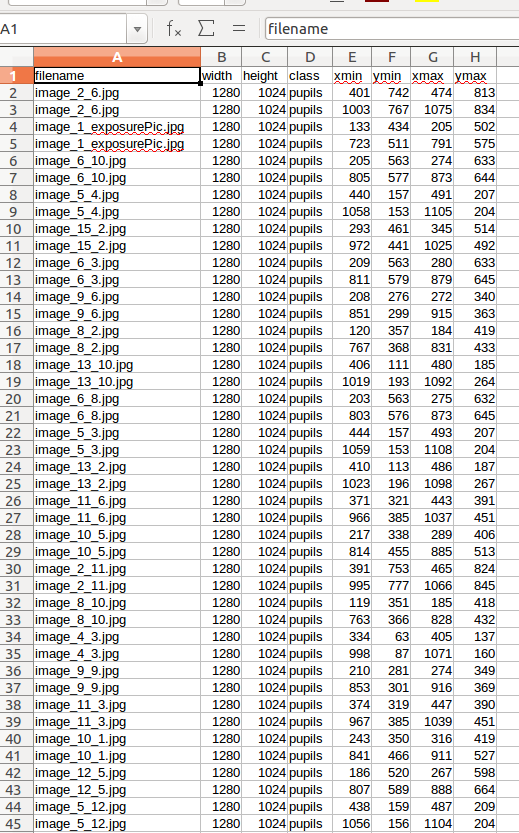 A1 fx Σ = filename
A B C D E F G H
1 filename width height class xmin ymin xmax ymax
2 image_2_6.jpg 1280 1024 pupils 401 742 474 813
3 image_2_6.jpg 1280 1024 pupils 1003 767 1075 834
4 image_1_exposurePic.jpg 1280 1024 pupils 133 434 205 502
5 image_1_exposurePic.jpg 1280 1024 pupils 723 511 791 575
6 image_6_10.jpg 1280 1024 pupils 205 563 274 633
7 image_6_10.jpg 1280 1024 pupils 805 577 873 644
8 image_5_4.jpg 1280 1024 pupils 440 157 491 207
9 image_5_4.jpg 1280 1024 pupils 1058 153 1105 204
10 image_15_2.jpg 1280 1024 pupils 293 461 345 514
11 image_15_2.jpg 1280 1024 pupils 972 441 1025 492
12 image_6_3.jpg 1280 1024 pupils 209 563 280 633
13 image_6_3.jpg 1280 1024 pupils 811 579 879 645
14 image_9_6.jpg 1280 1024 pupils 208 276 272 340
15 image_9_6.jpg 1280 1024 pupils 851 299 915 363
16 image_8_2.jpg 1280 1024 pupils 120 357 184 419
17 image_8_2.jpg 1280 1024 pupils 767 368 831 433
18 image_13_10.jpg 1280 1024 pupils 406 111 480 185
19 image_13_10.jpg 1280 1024 pupils 1019 193 1092 264
20 image_6_8.jpg 1280 1024 pupils 203 563 275 632
21 image_6_8.jpg 1280 1024 pupils 803 576 873 645
22 image_5_3.jpg 1280 1024 pupils 444 157 493 207
23 image_5_3.jpg 1280 1024 pupils 1059 153 1108 204
24 image_13_2.jpg 1280 1024 pupils 410 113 486 187
25 image_13_2.jpg 1280 1024 pupils 1023 196 1098 267
26 image_11_6.jpg 1280 1024 pupils 371 321 443 391
27 image_11_6.jpg 1280 1024 pupils 966 385 1037 451
28 image_10_5.jpg 1280 1024 pupils 217 338 289 406
29 image_10_5.jpg 1280 1024 pupils 814 455 885 513
30 image_2_11.jpg 1280 1024 pupils 391 753 465 824
31 image_2_11.jpg 1280 1024 pupils 995 777 1066 845
32 image_8_10.jpg 1280 1024 pupils 119 351 185 418
33 image_8_10.jpg 1280 1024 pupils 763 366 828 432
34 image_4_3.jpg 1280 1024 pupils 334 63 405 137
35 image_4_3.jpg 1280 1024 pupils 998 87 1071 160
36 image_9_9.jpg 1280 1024 pupils 210 281 274 349
37 image_9_9.jpg 1280 1024 pupils 853 301 916 369
38 image_11_3.jpg 1280 1024 pupils 374 319 447 390
39 image_11_3.jpg 1280 1024 pupils 967 385 1039 451
40 image_10_1.jpg 1280 1024 pupils 243 350 316 419
41 image_10_1.jpg 1280 1024 pupils 841 466 911 527
42 image_12_5.jpg 1280 1024 pupils 186 520 267 598
43 image_12_5.jpg 1280 1024 pupils 807 589 888 664
44 image_5_12.jpg 1280 1024 pupils 438 159 487 209
45 image_5_12.jpg 1280 1024 pupils 1056 156 1104 204